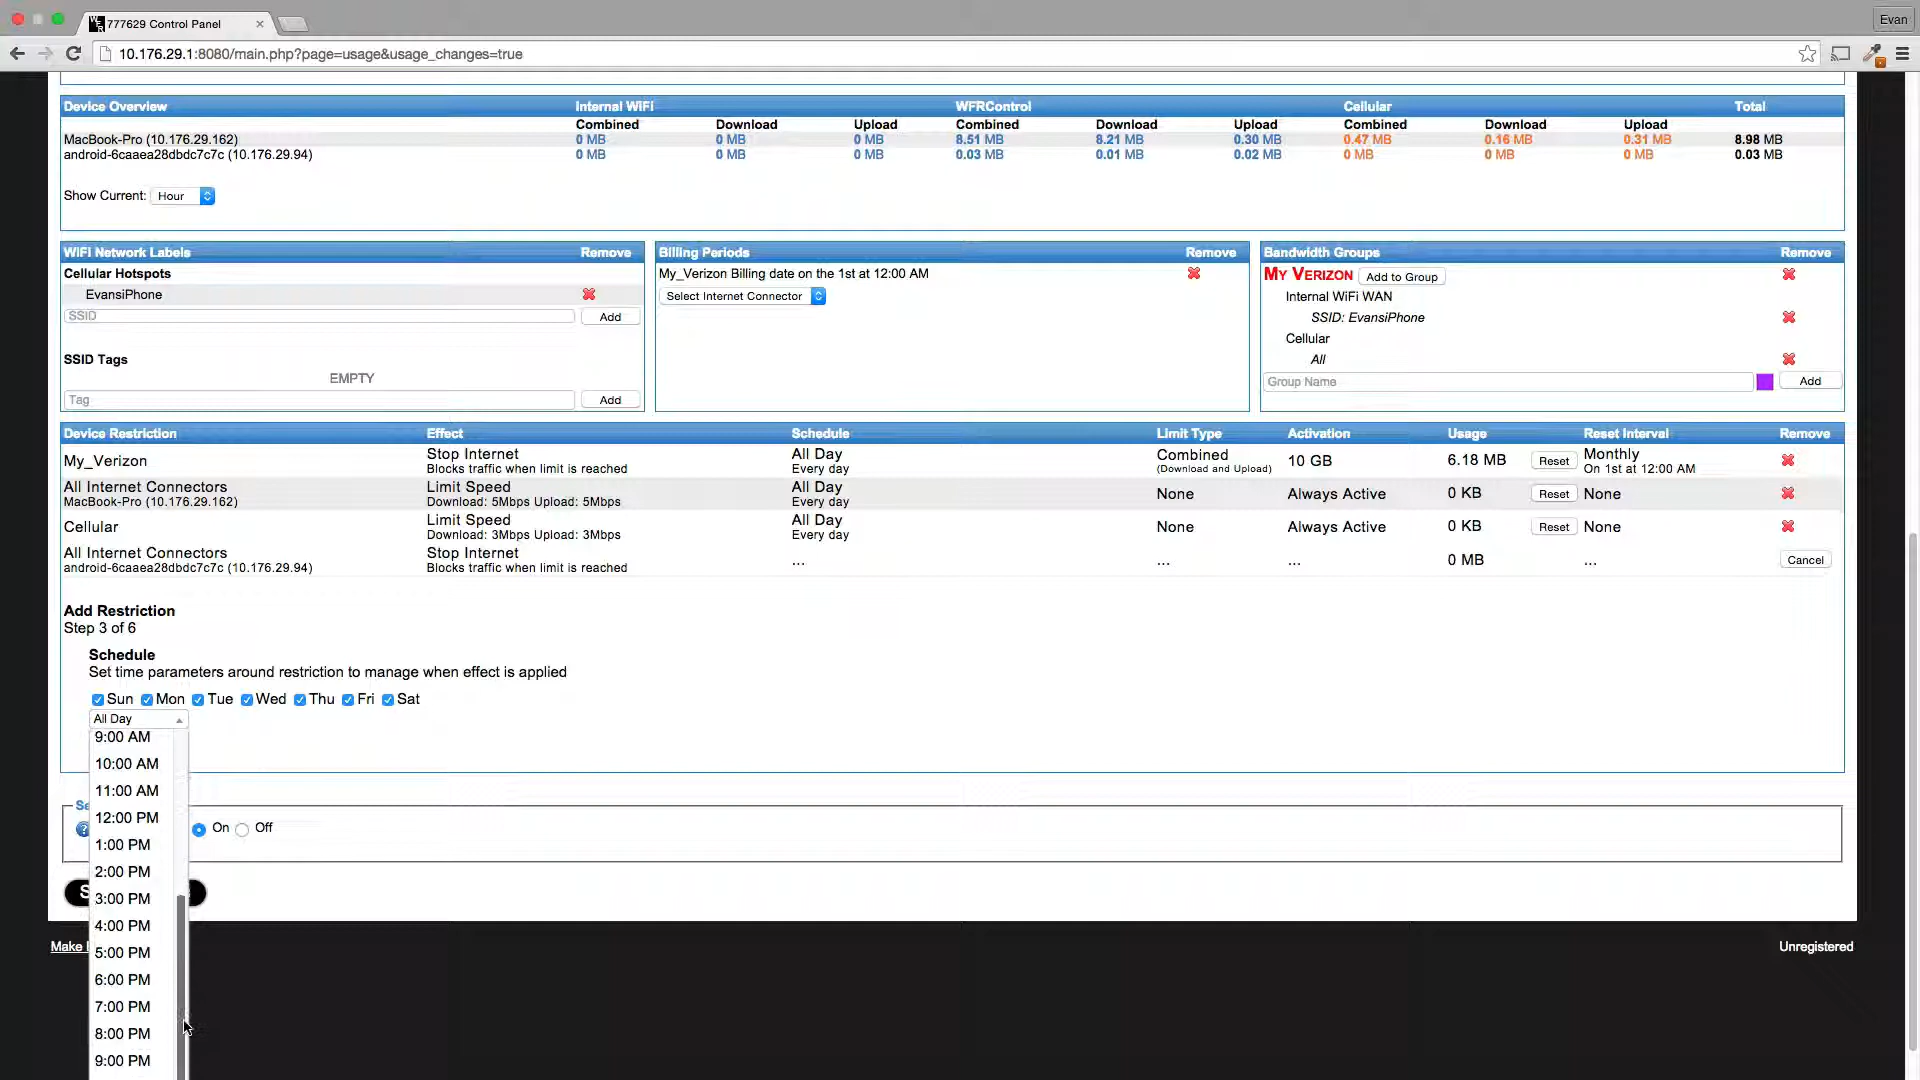 777629 Control Panel
Evan
10.176.29.1:8080/main.php?page=usage&usage_changes=true
Device Overview Internal WiFi WFRControl Cellular Total
Combined Download Upload Combined Download Upload Combined Download Upload
MacBook-Pro (10.176.29.162) 0 MB 0 MB 0 MB 8.51 MB 8.21 MB 0.30 MB 0.47 MB 0.16 MB 0.31 MB 8.98 MB
android-6caaea28dbdc7c7c (10.176.29.94) 0 MB 0 MB 0 MB 0.03 MB 0.01 MB 0.02 MB 0 MB 0 MB 0 MB 0.03 MB
Show Current: Hour
WiFi Network Labels Remove
Cellular Hotspots
EvansiPhone
SSID Add
SSID Tags
EMPTY
Tag Add
Billing Periods Remove
My_Verizon Billing date on the 1st at 12:00 AM
Select Internet Connector
Bandwidth Groups Remove
My Verizon Add to Group
Internal WiFi WAN
SSID: EvansiPhone
Cellular
All
Group Name Add
Device Restriction Effect Schedule Limit Type Activation Usage Reset Interval Remove
My_Verizon Stop Internet All Day Combined 10 GB 6.18 MB Reset Monthly
Blocks traffic when limit is reached Every day (Download and Upload) On 1st at 12:00 AM
All Internet Connectors Limit Speed All Day None Always Active 0 KB Reset None
MacBook-Pro (10.176.29.162) Download: 5Mbps Upload: 5Mbps Every day
Cellular Limit Speed All Day None Always Active 0 KB Reset None
Download: 3Mbps Upload: 3Mbps Every day
All Internet Connectors Stop Internet ... ... ... 0 MB ... Cancel
android-6caaea28dbdc7c7c (10.176.29.94) Blocks traffic when limit is reached
Add Restriction
Step 3 of 6
Schedule
Set time parameters around restriction to manage when effect is applied
Sun Mon Tue Wed Thu Fri Sat
All Day
9:00 AM
10:00 AM
11:00 AM
12:00 PM
1:00 PM
2:00 PM
3:00 PM
4:00 PM
5:00 PM
6:00 PM
7:00 PM
8:00 PM
9:00 PM
On Off
Make
Unregistered